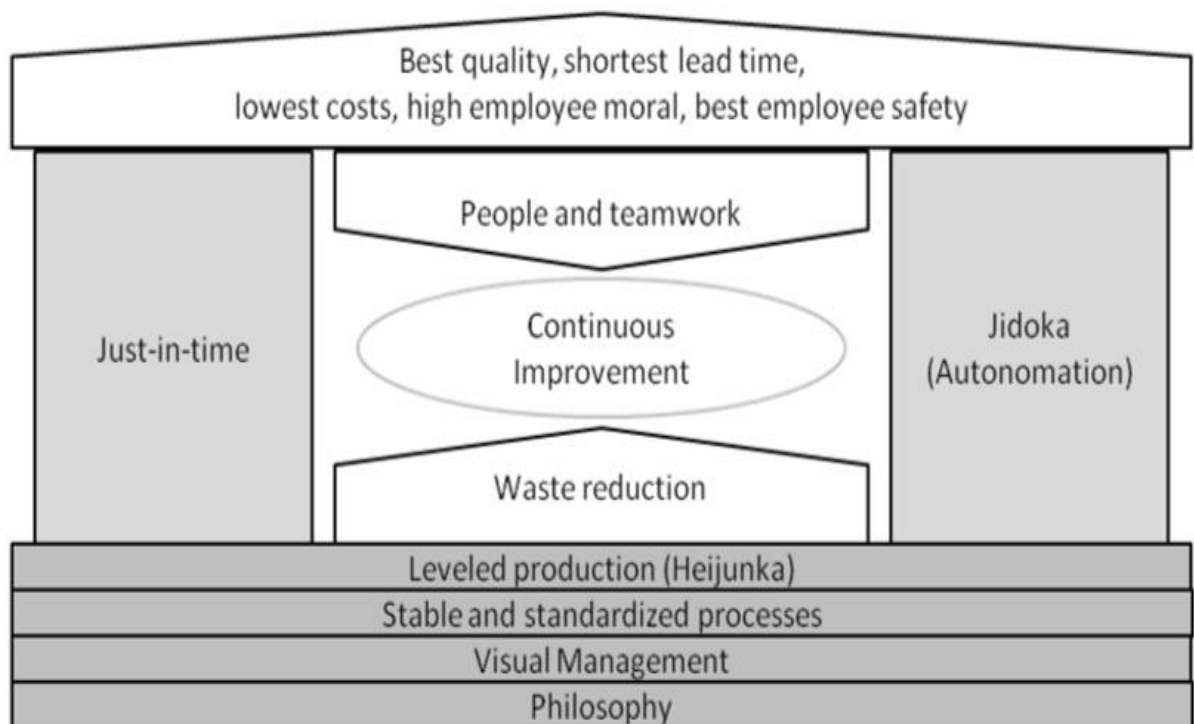 Best quality, shortest lead time,
lowest costs, high employee moral, best employee safety
People and teamwork
Just-in-time
Continuous
Improvement
Jidoka
(Autonomation)
Waste reduction
Leveled production (Heijunka)
Stable and standardized processes
Visual Management
Philosophy